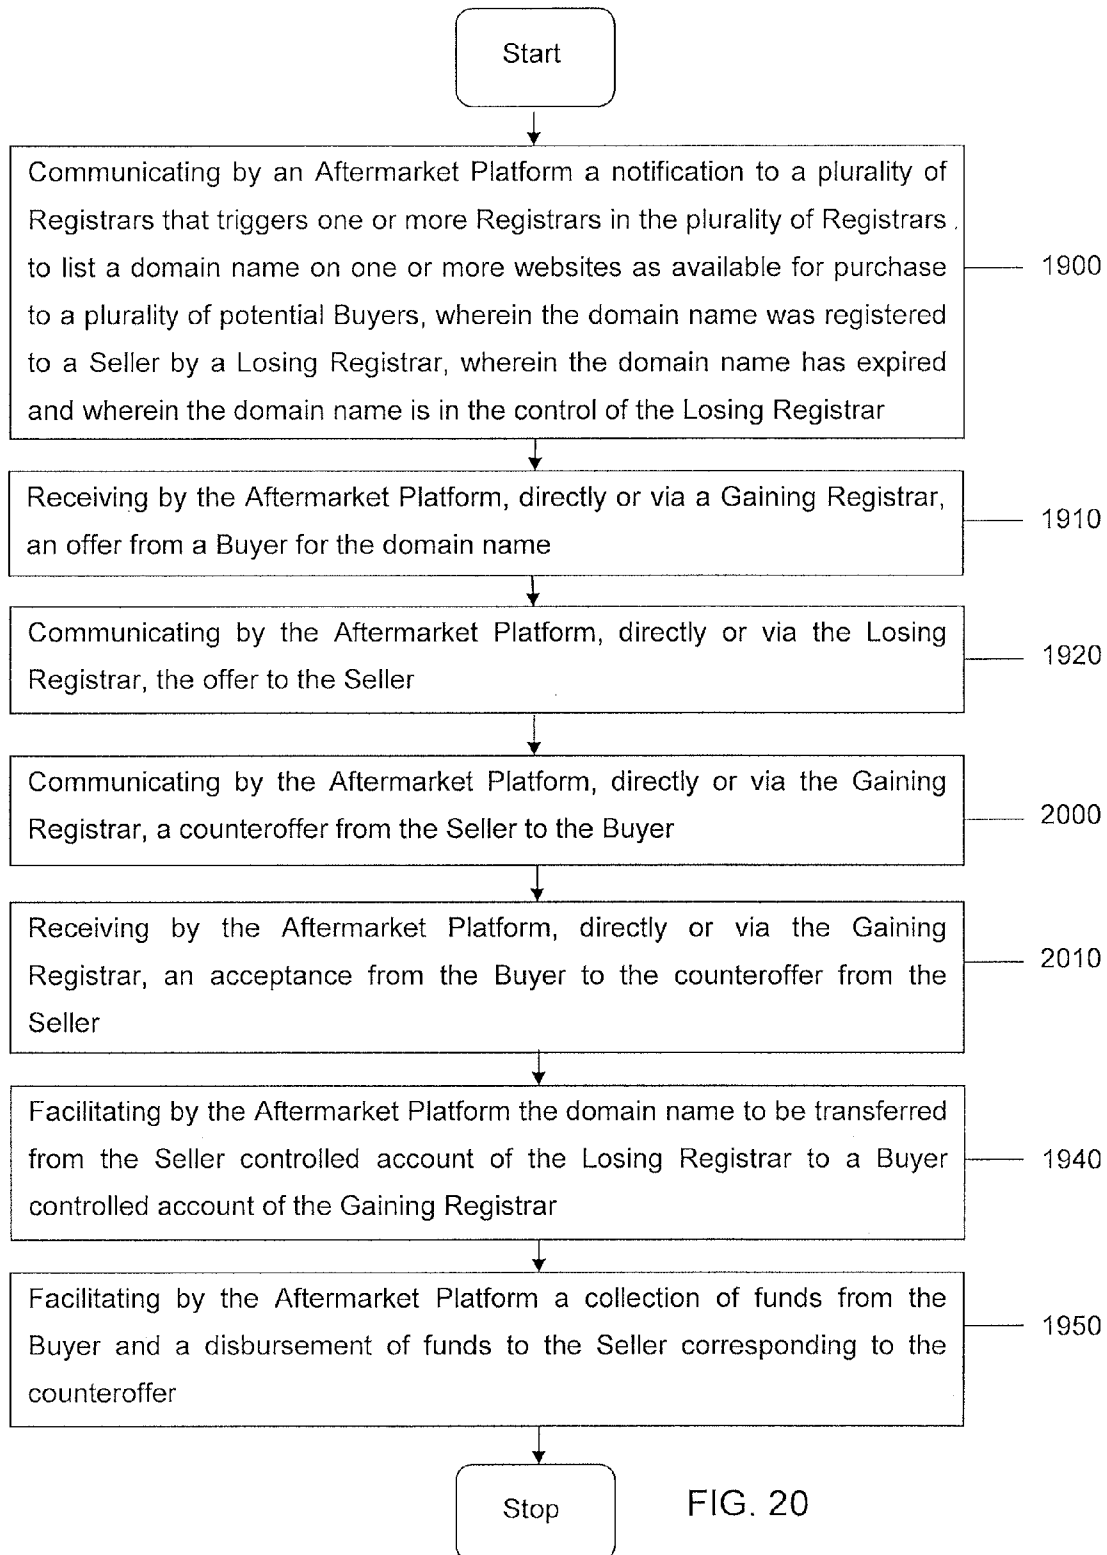 Start
Communicating by an Aftermarket Platform a notification to a plurality of
Registrars that triggers one or more Registrars in the plurality of Registrars
to list a domain name on one or more websites as available for purchase
to a plurality of potential Buyers, wherein the domain name was registered
to a Seller by a Losing Registrar, wherein the domain name has expired
and wherein the domain name is in the control of the Losing Registrar
1900
Receiving by the Aftermarket Platform, directly or via a Gaining Registrar,
an offer from a Buyer for the domain name
1910
Communicating by the Aftermarket Platform, directly or via the Losing
Registrar, the offer to the Seller
1920
Communicating by the Aftermarket Platform, directly or via the Gaining
Registrar, a counteroffer from the Seller to the Buyer
2000
Receiving by the Aftermarket Platform, directly or via the Gaining
Registrar, an acceptance from the Buyer to the counteroffer from the
Seller
2010
Facilitating by the Aftermarket Platform the domain name to be transferred
from the Seller controlled account of the Losing Registrar to a Buyer
controlled account of the Gaining Registrar
1940
Facilitating by the Aftermarket Platform a collection of funds from the
Buyer and a disbursement of funds to the Seller corresponding to the
counteroffer
1950
Stop
FIG. 20